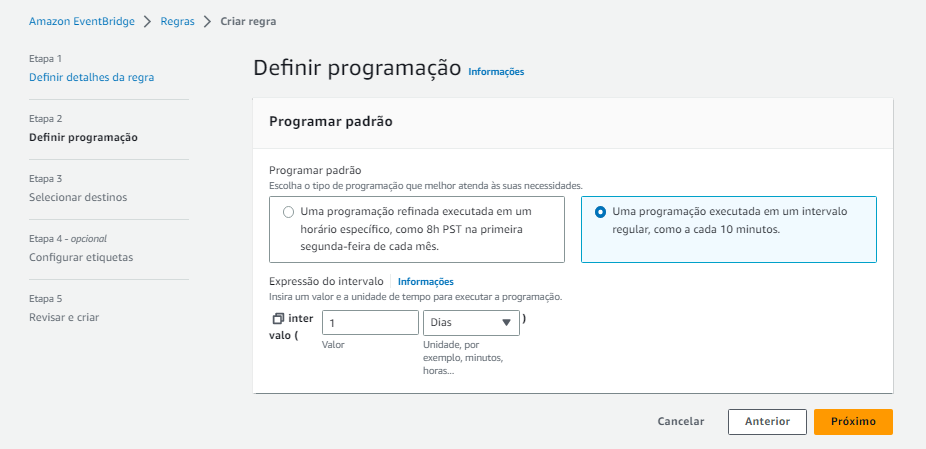 Amazon EventBridge > Regras > Criar regra
Etapa 1
Definir detalhes da regra
Etapa 2
Definir programação
Etapa 3
Selecionar destinos
Etapa 4 - opcional
Configurar etiquetas
Etapa 5
Revisar e criar
Definir programação Informações
Programar padrão
Programar padrão
Escolha o tipo de programação que melhor atenda às suas necessidades.
Uma programação refinada executada em um
horário específico, como 8h PST na primeira
segunda-feira de cada mês.
Uma programação executada em um intervalo
regular, como a cada 10 minutos.
Expressão do intervalo Informações
Insira um valor e a unidade de tempo para executar a programação.
inter
valo (
1
Valor
Dias
)
Unidade, por
exemplo, minutos,
horas...
Cancelar
Anterior
Próximo